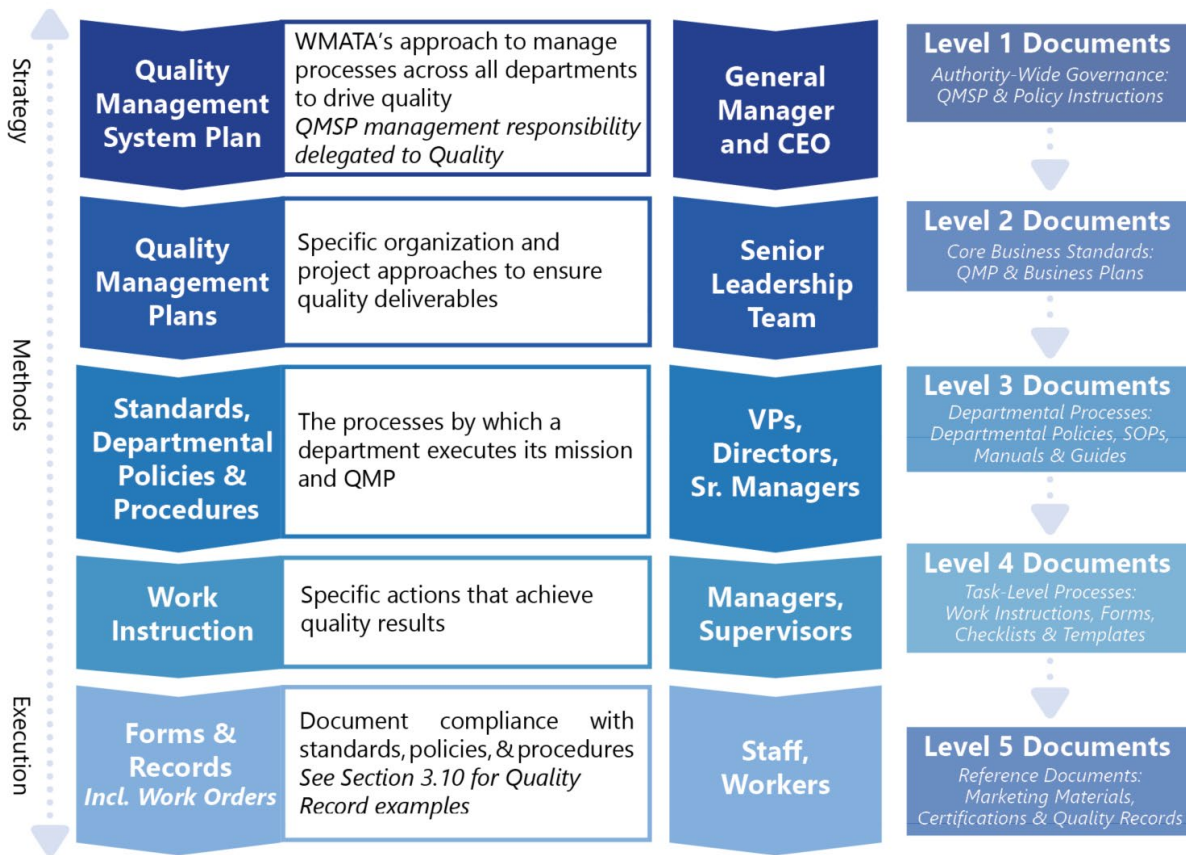 Strategy
Quality
Management
System Plan
WMATA's approach to manage
processes across all departments
to drive quality
QMSP management responsibility
delegated to Quality
General
Manager
and CEO
Level 1 Documents
Authority-Wide Governance:
QMSP & Policy Instructions
Methods
Quality
Management
Plans
Specific organization and
project approaches to ensure
quality deliverables
Senior
Leadership
Team
Level 2 Documents
Core Business Standards:
QMP & Business Plans
Standards,
Departmental
Policies &
Procedures
The processes by which a
department executes its mission
and QMP
VPs,
Directors,
Sr. Managers
Level 3 Documents
Departmental Processes:
Departmental Policies, SOPs,
Manuals & Guides
Work
Instruction
Specific actions that achieve
quality results
Managers,
Supervisors
Level 4 Documents
Task-Level Processes:
Work Instructions, Forms,
Checklists & Templates
Execution
Forms &
Records
Incl. Work Orders
Document compliance with
standards, policies, & procedures
See Section 3.10 for Quality
Record examples
Staff,
Workers
Level 5 Documents
Reference Documents:
Marketing Materials,
Certifications & Quality Records